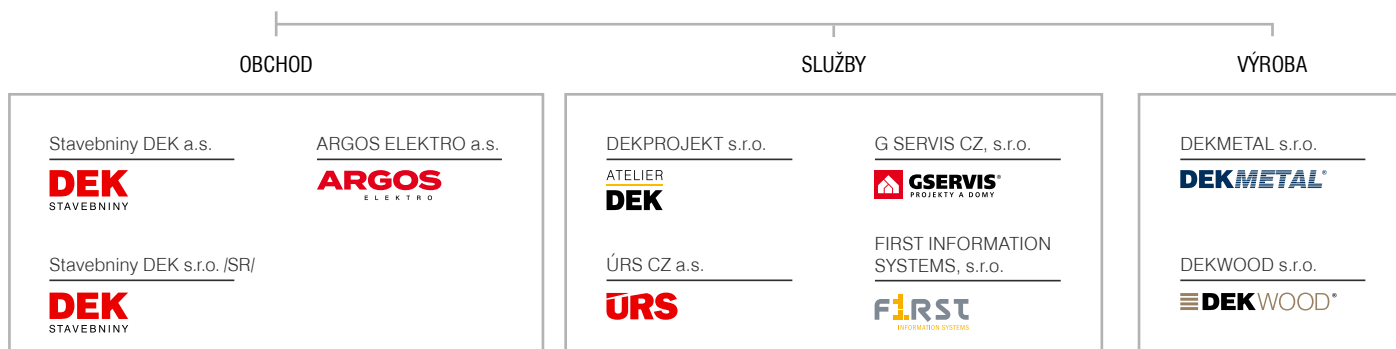 OBCHOD
Stavebniny DEK a.s.
DEK
STAVEBNINY
ARGOS ELEKTRO a.s.
ARGOS
ELEKTRO
Stavebniny DEK s.r.o. /SR/
DEK
STAVEBNINY
SLUŽBY
DEKPROJEKT s.r.o.
ATELIER
DEK
G SERVIS CZ, s.r.o.
GSERVIS®
PROJEKTY A DOMY
ÚRS CZ a.s.
ÚRS
FIRST INFORMATION
SYSTEMS, s.r.o.
F1RST
INFORMATION SYSTEMS
VÝROBA
DEKMETAL s.r.o.
DEKMETAL®
DEKWOOD s.r.o.
DEKWOOD®